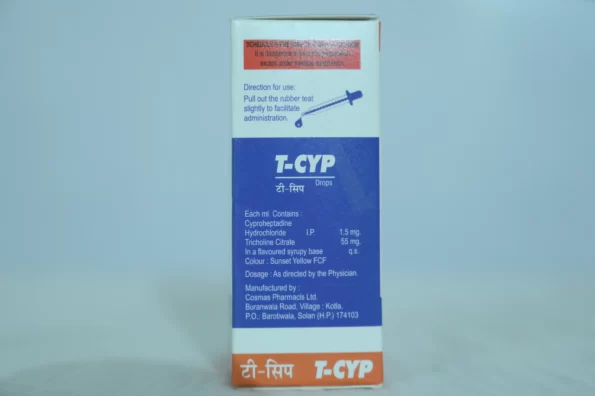 Direction for use:
Pull out the rubber teat
slightly to facilitate
administration.
T-CYP
Drops
टी-सिप
Each ml. Contains :
Cyproheptadine
Hydrochloride I.P. 1.5 mg.
Tricholine Citrate 55 mg.
In a flavoured syrupy base q.s.
Colour : Sunset Yellow FCF
Dosage : As directed by the Physician.
Manufactured by :
Cosmas Pharmacls Ltd.
Buranwala Road, Village : Kotla.
P.O.: Barotiwala, Solan (H.P.) 174103
टी-सिप T-CYP